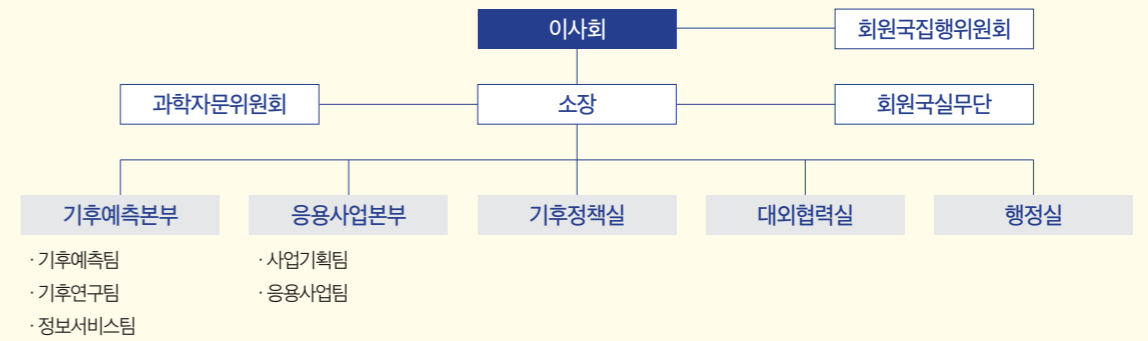 이사회
회원국집행위원회
과학자문위원회
소장
회원국실무단
기후예측본부
응용사업본부
기후정책실
대외협력실
행정실
· 기후예측팀
· 기후연구팀
· 정보서비스팀
· 사업기획팀
· 응용사업팀